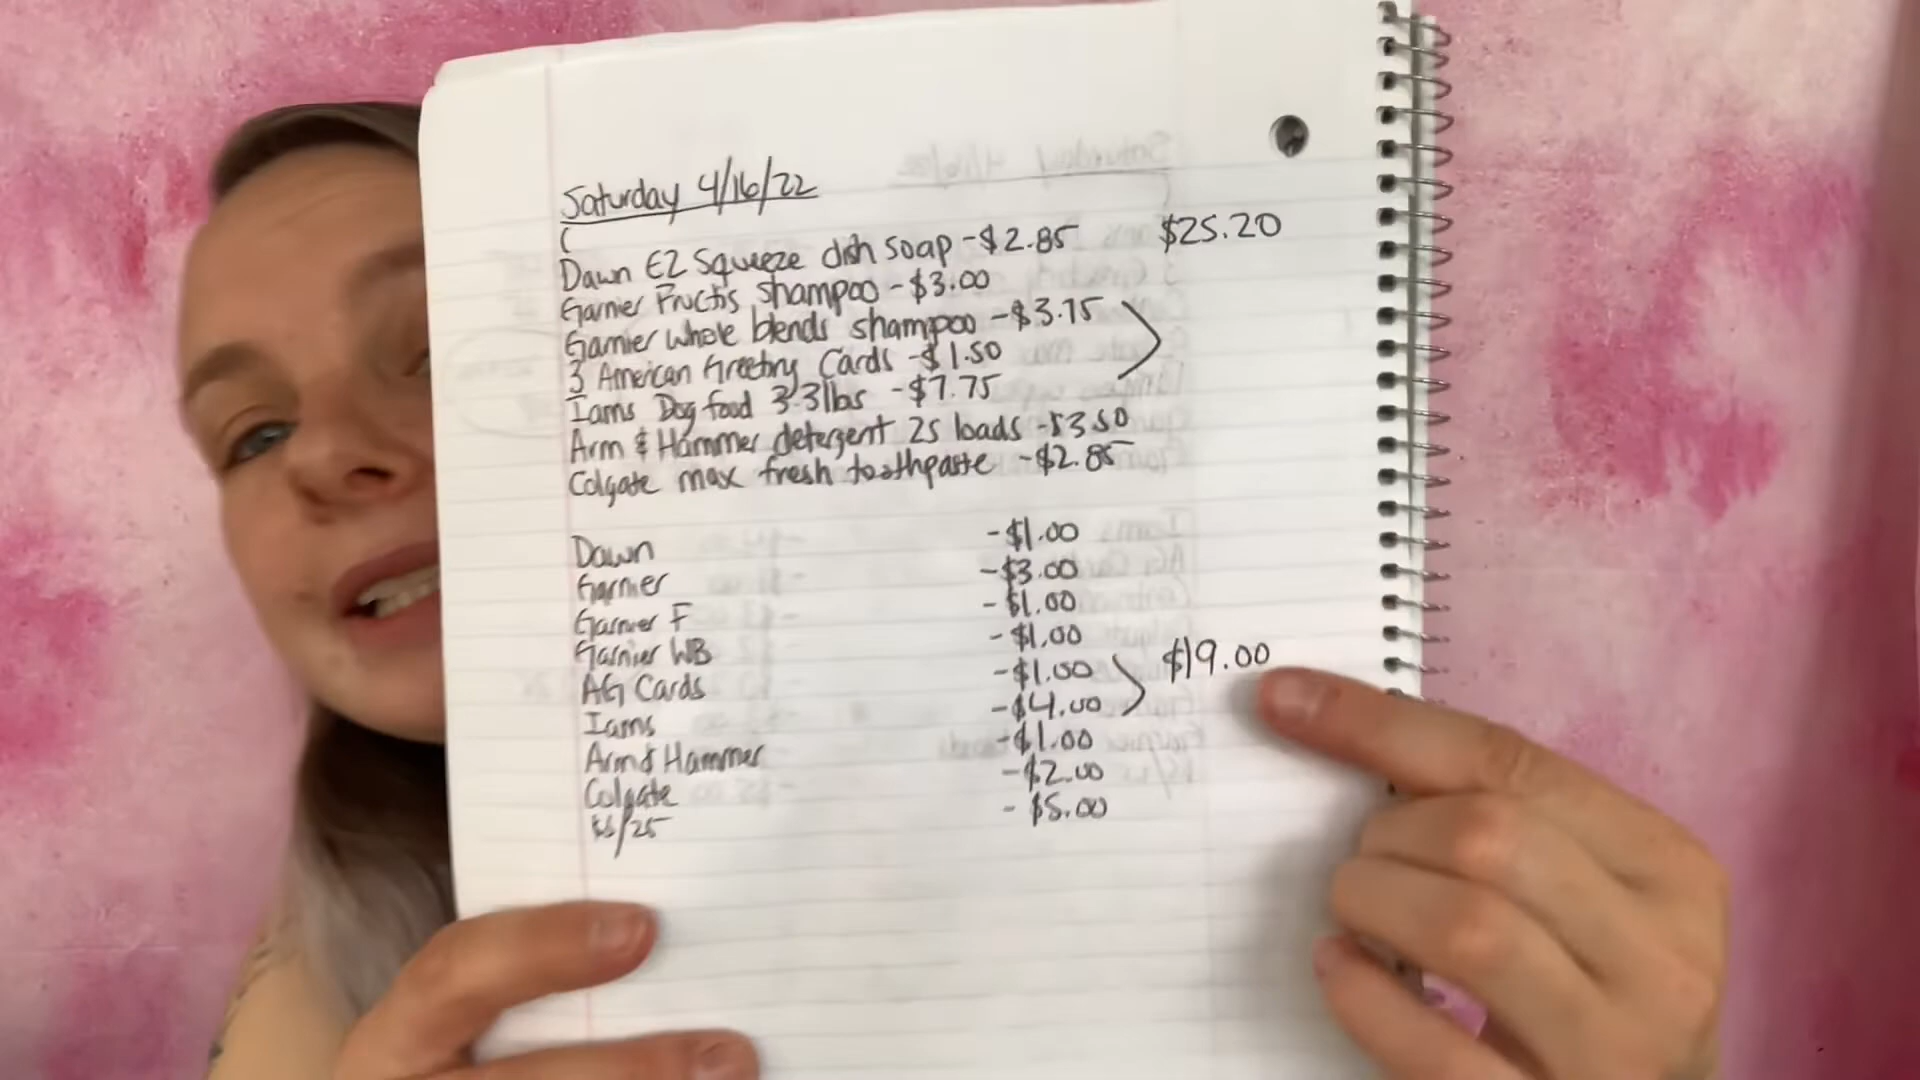 Saturday 4/16/22
Dawn EZ Squeeze dish soap - $2.85
$25.20
Garnier Fructis shampoo - $3.00
Garnier Whole blends shampoo - $3.75
3 American Greeting Cards - $1.50
Iams Dog food 3.3lbs - $7.75
Arm & Hammer detergent 25 loads - $3.50
Colgate max fresh toothpaste - $2.85
Dawn - $1.00
Garnier - $3.00
Garnier F - $1.00
Garnier WB - $1.00
AG Cards - $1.00
$19.00
Iams - $4.00
Arm & Hammer - $1.00
Colgate - $2.00
$5/25 - $5.00